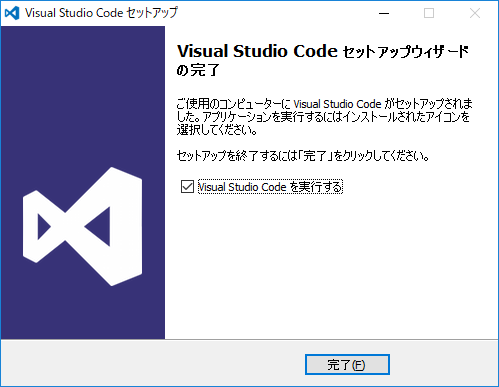 Visual Studio Code セットアップ
Visual Studio Code セットアップウィザード
の完了
ご使用のコンピューターに Visual Studio Code がセットアップされま
した。アプリケーションを実行するにはインストールされたアイコンを
選択してください。
セットアップを終了するには「完了」をクリックしてください。
Visual Studio Code を実行する
完了(F)